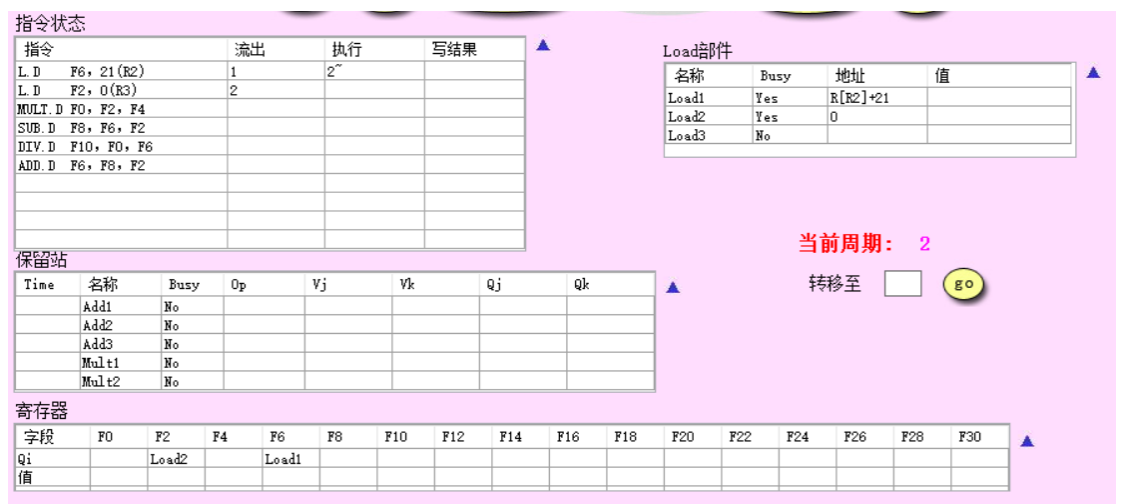 指令状态
指令 流出 执行 写结果
L.D F6, 21(R2) 1 2~
L.D F2, 0(R3) 2
MULT.D F0, F2, F4
SUB.D F8, F6, F2
DIV.D F10, F0, F6
ADD.D F6, F8, F2
Load部件
名称 Busy 地址 值
Load1 Yes R[R2]+21
Load2 Yes 0
Load3 No
当前周期: 2
转移至 go
保留站
Time 名称 Busy Op Vj Vk Qj Qk
Add1 No
Add2 No
Add3 No
Mult1 No
Mult2 No
寄存器
字段 F0 F2 F4 F6 F8 F10 F12 F14 F16 F18 F20 F22 F24 F26 F28 F30
Qi Load2 Load1
值